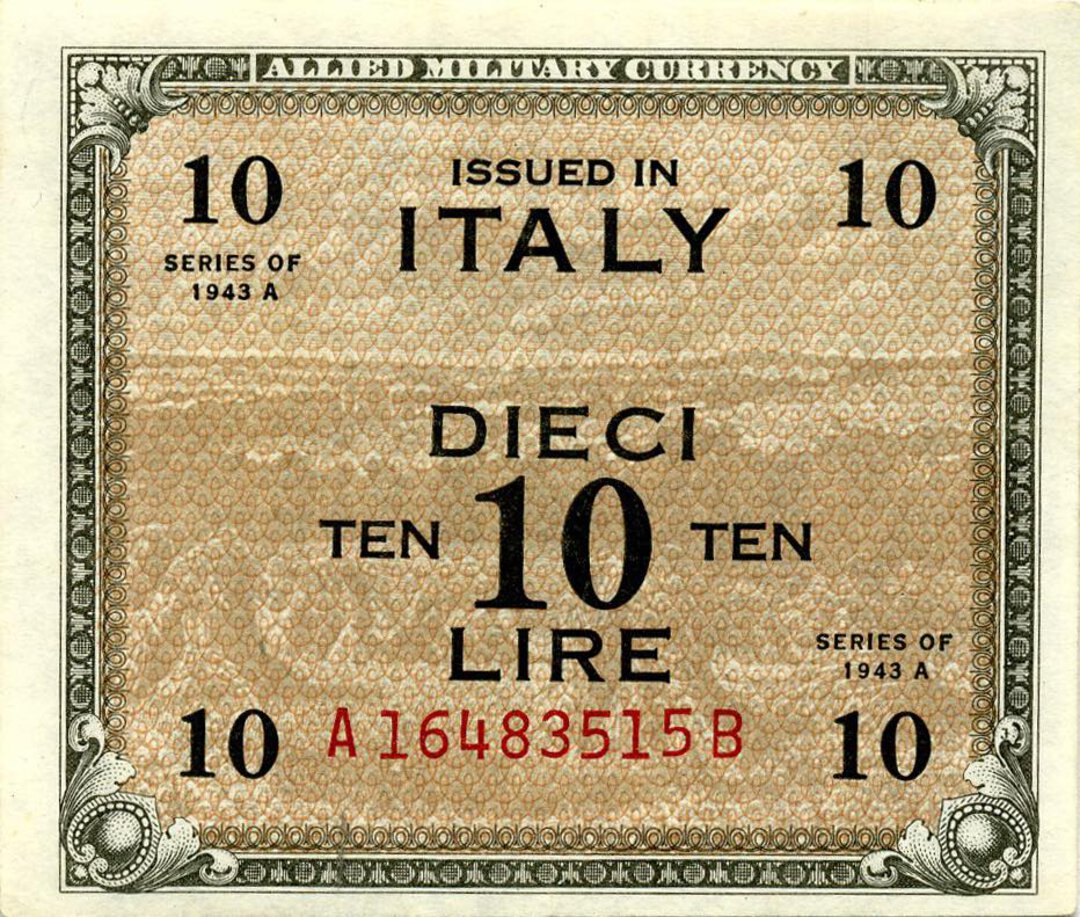 ALLIED MILITARY CURRENCY
10 ISSUED IN 10
ITALY
SERIES OF
1943 A
DIECI
TEN 10 TEN
LIRE
SERIES OF
1943 A
10 A16483515B 10